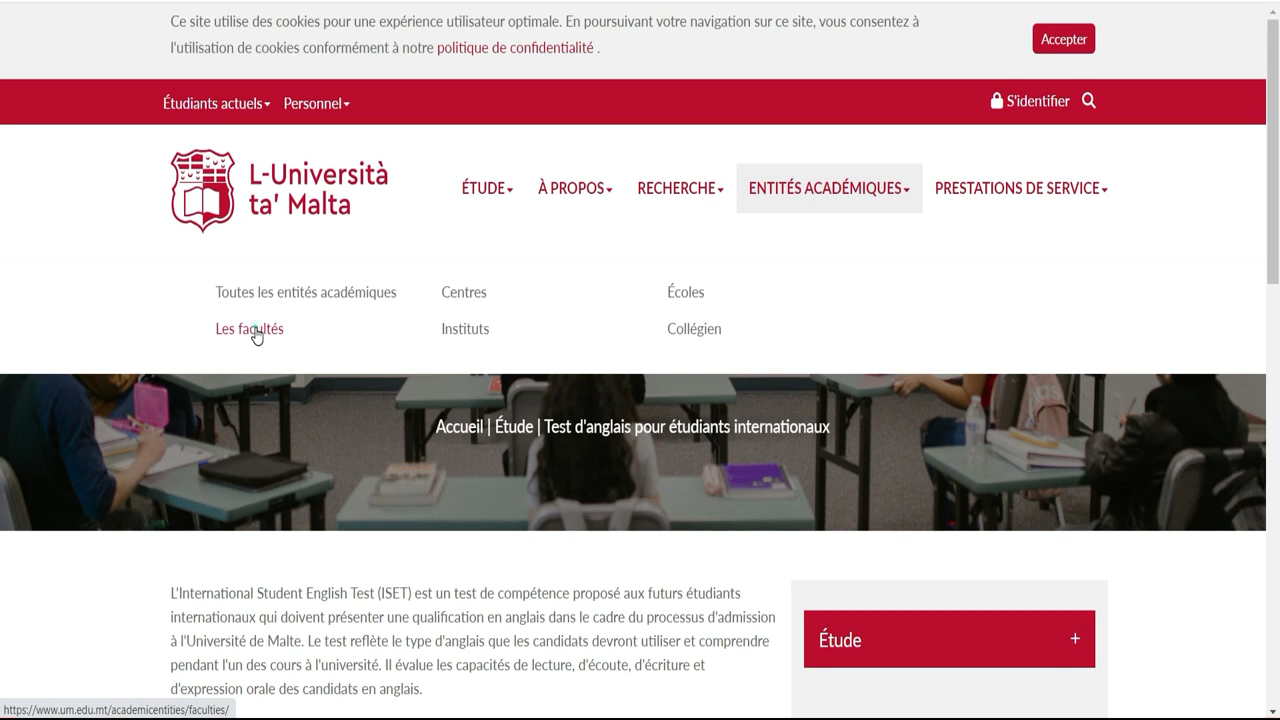 Ce site utilise des cookies pour une expérience utilisateur optimale. En poursuivant votre navigation sur ce site, vous consentez à
l'utilisation de cookies conformément à notre politique de confidentialité .
Accepter
Étudiants actuels Personnel
S'identifier
L-Università
ta' Malta
ÉTUDE À PROPOS RECHERCHE ENTITÉS ACADÉMIQUES PRESTATIONS DE SERVICE
Toutes les entités académiques Centres Écoles
Les facultés Instituts Collégien
Accueil | Étude | Test d'anglais pour étudiants internationaux
L'International Student English Test (ISET) est un test de compétence proposé aux futurs étudiants
internationaux qui doivent présenter une qualification en anglais dans le cadre du processus d'admission
à l'Université de Malte. Le test reflète le type d'anglais que les candidats devront utiliser et comprendre
pendant l'un des cours à l'université. Il évalue les capacités de lecture, d'écoute, d'écriture et
d'expression orale des candidats en anglais.
Étude +
https://www.um.edu.mt/academicentities/faculties/